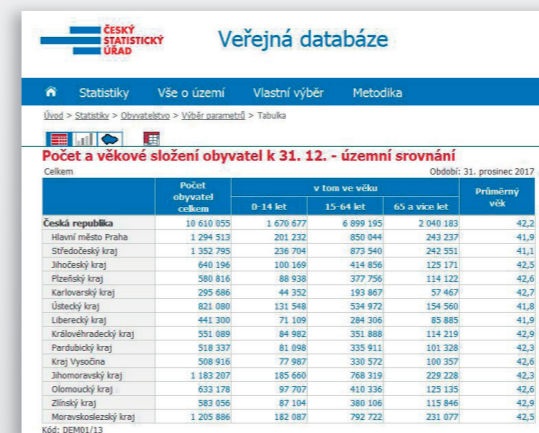 ČESKÝ
STATISTICKÝ
ÚŘAD
Veřejná databáze
Statistiky Vše o území Vlastní výběr Metodika
Úvod > Statistiky > Obyvatelstvo > Výběr parametrů > Tabulka
Počet a věkové složení obyvatel k 31. 12. - územní srovnání
Celkem Období: 31. prosinec 2017
Počet obyvatel celkem v tom ve věku Průměrný věk
0-14 let 15-64 let 65 a více let
Česká republika 10 610 055 1 670 677 6 899 195 2 040 183 42,2
Hlavní město Praha 1 294 513 201 232 850 044 243 237 41,9
Středočeský kraj 1 352 795 236 704 873 540 242 551 41,1
Jihočeský kraj 640 196 100 169 414 856 125 171 42,5
Plzeňský kraj 580 816 88 938 377 756 114 122 42,6
Karlovarský kraj 295 686 44 352 193 867 57 467 42,7
Ústecký kraj 821 080 131 548 534 972 154 560 41,8
Liberecký kraj 441 300 71 109 284 306 85 885 41,9
Královéhradecký kraj 551 089 84 982 351 888 114 219 42,9
Pardubický kraj 518 337 81 098 335 911 101 328 42,3
Kraj Vysočina 508 916 77 987 330 572 100 357 42,6
Jihomoravský kraj 1 183 207 185 660 768 319 229 228 42,3
Olomoucký kraj 633 178 97 707 410 336 125 135 42,6
Zlínský kraj 583 056 87 104 380 106 115 846 42,9
Moravskoslezský kraj 1 205 886 182 087 792 722 231 077 42,5
Kód: DEM01/13